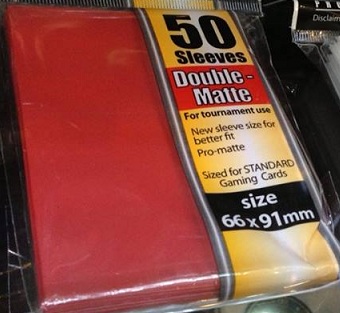 50
Sleeves
Double-
Matte
For tournament use
New sleeve size for
better fit
Pro-matte
Sized for STANDARD
Gaming Cards
size
66x91mm
Disclaim